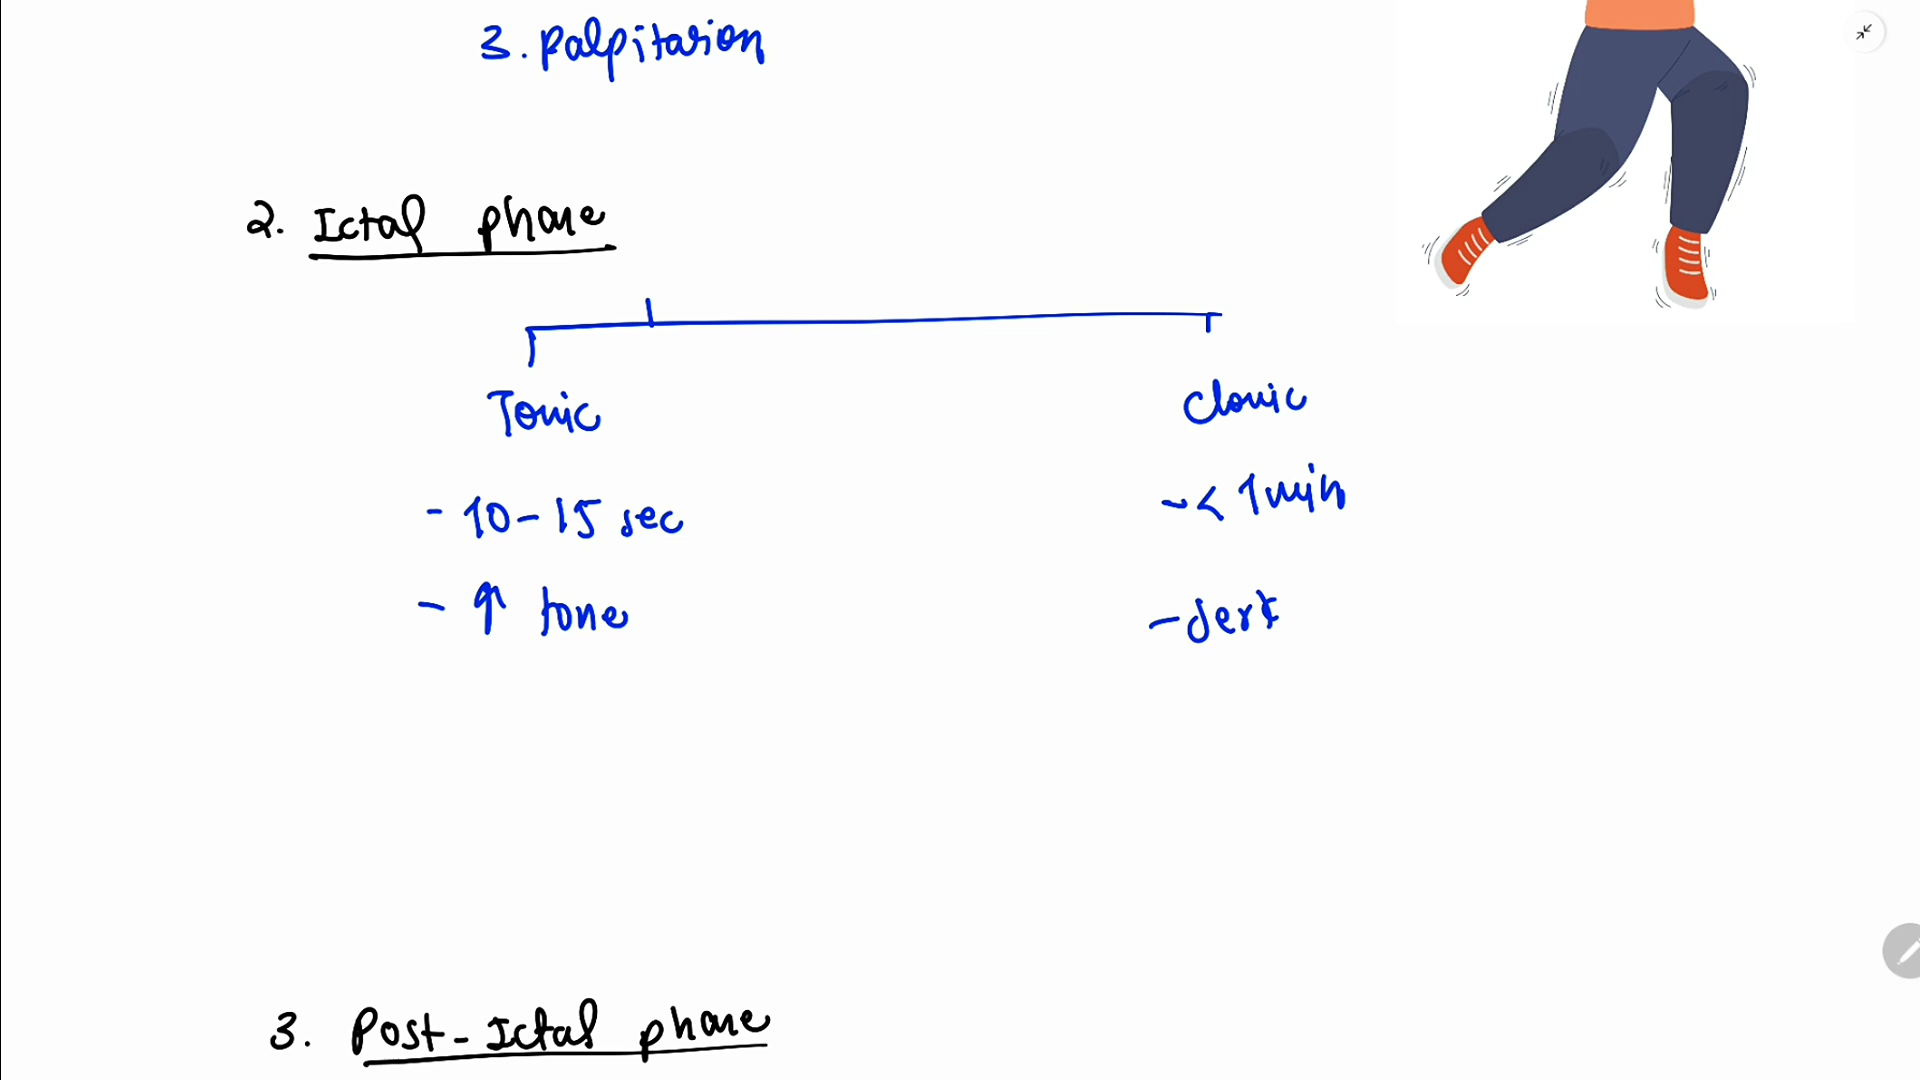 3. Palpitation
2. Ictal phase
Tonic
Clonic
- 10-15 sec
- < 1 min
- ↑ tone
- Jerk
3. Post-Ictal phase